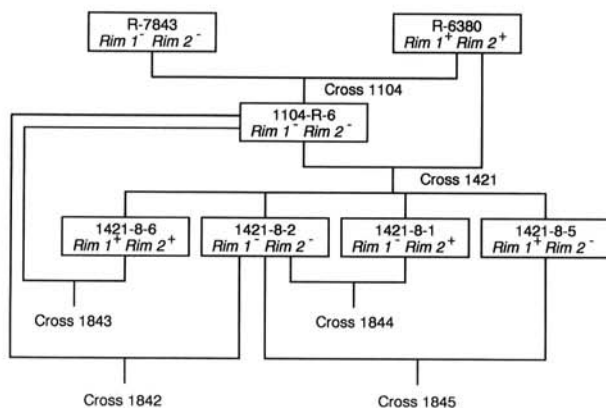 R-7843
Rim 1⁻ Rim 2⁻
R-6380
Rim 1⁺ Rim 2⁺
Cross 1104
1104-R-6
Rim 1⁻ Rim 2⁻
Cross 1421
1421-8-6
Rim 1⁺ Rim 2⁺
1421-8-2
Rim 1⁻ Rim 2⁻
1421-8-1
Rim 1⁻ Rim 2⁺
1421-8-5
Rim 1⁺ Rim 2⁻
Cross 1843
Cross 1844
Cross 1842
Cross 1845